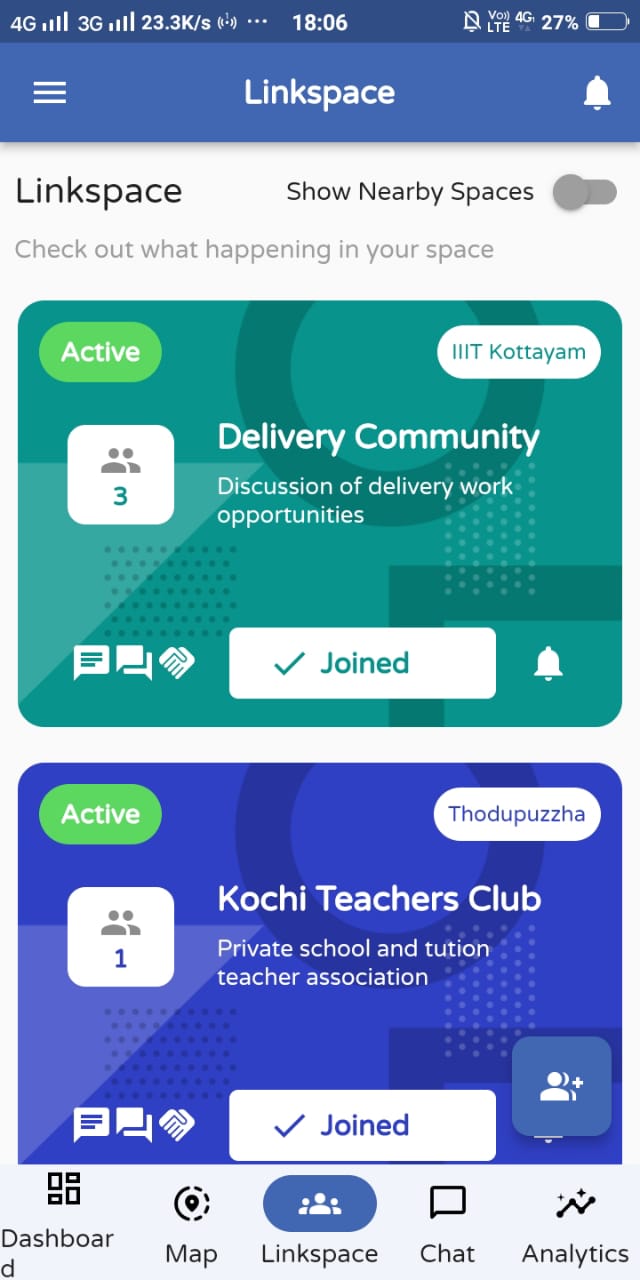 4G 3G 23.3K/s ... 18:06 Vo)) LTE 4G 27%
Linkspace
Linkspace Show Nearby Spaces
Check out what happening in your space
Active IIIT Kottayam
Delivery Community
3
Discussion of delivery work
opportunities
Joined
Active Thodupuzzha
Kochi Teachers Club
1
Private school and tution
teacher association
Joined
Dashboar
d
Map Linkspace Chat Analytics